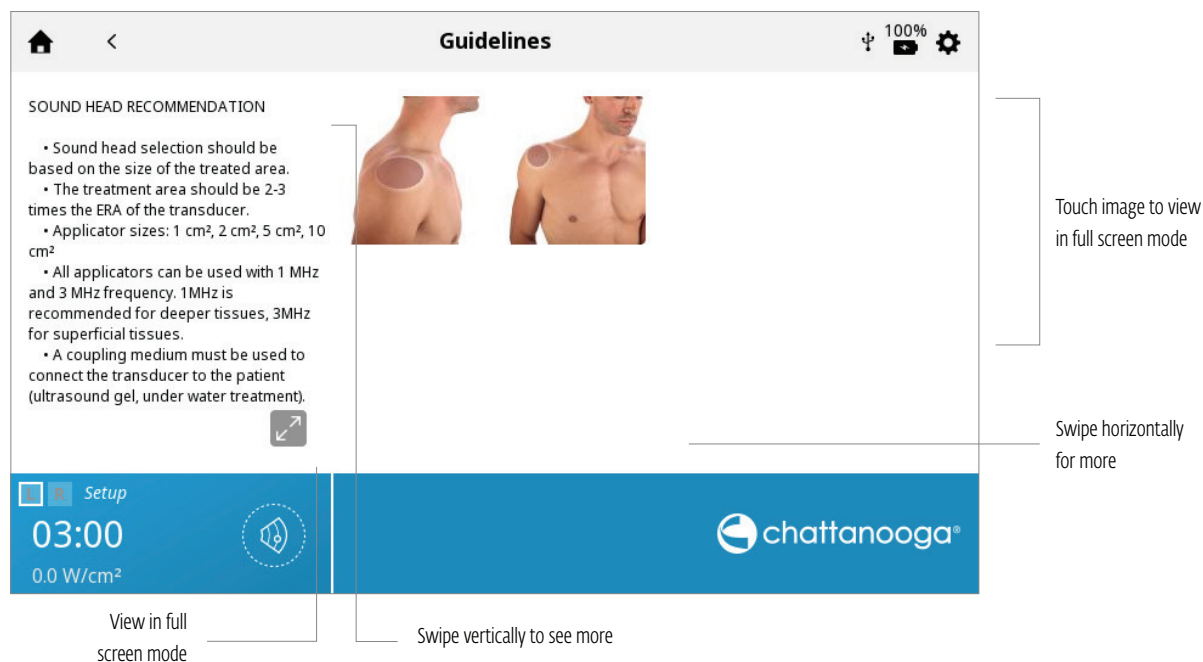 Guidelines
100%
SOUND HEAD RECOMMENDATION
• Sound head selection should be
based on the size of the treated area.
• The treatment area should be 2-3
times the ERA of the transducer.
• Applicator sizes: 1 cm², 2 cm², 5 cm², 10
cm²
• All applicators can be used with 1 MHz
and 3 MHz frequency. 1MHz is
recommended for deeper tissues, 3MHz
for superficial tissues.
• A coupling medium must be used to
connect the transducer to the patient
(ultrasound gel, under water treatment).
Touch image to view
in full screen mode
Swipe horizontally
for more
L R Setup
03:00
0.0 W/cm²
chattanooga®
View in full
screen mode
Swipe vertically to see more